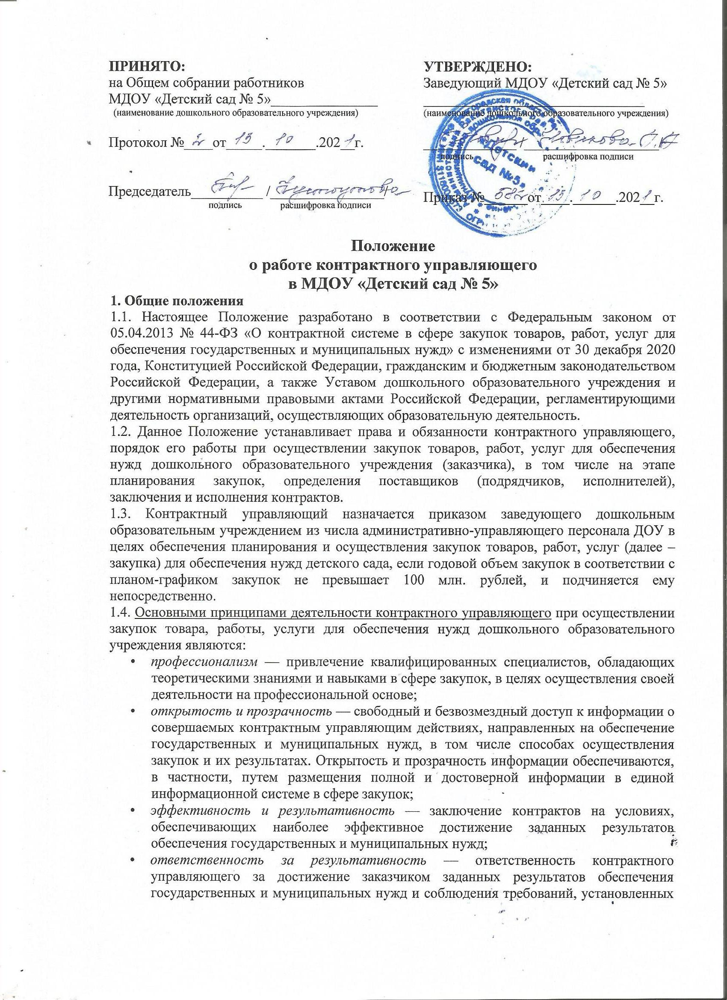 ПРИНЯТО:
на Общем собрании работников
МДОУ «Детский сад № 5»
(наименование дошкольного образовательного учреждения)
Протокол № 2 от 13.10.2021 г.
Председатель /
подпись расшифровка подписи
УТВЕРЖДЕНО:
Заведующий МДОУ «Детский сад № 5»
(наименование дошкольного образовательного учреждения)
подпись расшифровка подписи
«Детский
сад №5»
Приказ № от 13.10.2021 г.
Положение
о работе контрактного управляющего
в МДОУ «Детский сад № 5»
1. Общие положения
1.1. Настоящее Положение разработано в соответствии с Федеральным законом от
05.04.2013 № 44-ФЗ «О контрактной системе в сфере закупок товаров, работ, услуг для
обеспечения государственных и муниципальных нужд» с изменениями от 30 декабря 2020
года, Конституцией Российской Федерации, гражданским и бюджетным законодательством
Российской Федерации, а также Уставом дошкольного образовательного учреждения и
другими нормативными правовыми актами Российской Федерации, регламентирующими
деятельность организаций, осуществляющих образовательную деятельность.
1.2. Данное Положение устанавливает права и обязанности контрактного управляющего,
порядок его работы при осуществлении закупок товаров, работ, услуг для обеспечения
нужд дошкольного образовательного учреждения (заказчика), в том числе на этапе
планирования закупок, определения поставщиков (подрядчиков, исполнителей),
заключения и исполнения контрактов.
1.3. Контрактный управляющий назначается приказом заведующего дошкольным
образовательным учреждением из числа административно-управляющего персонала ДОУ в
целях обеспечения планирования и осуществления закупок товаров, работ, услуг (далее –
закупка) для обеспечения нужд детского сада, если годовой объем закупок в соответствии с
планом-графиком закупок не превышает 100 млн. рублей, и подчиняется ему
непосредственно.
1.4. Основными принципами деятельности контрактного управляющего при осуществлении
закупок товара, работы, услуги для обеспечения нужд дошкольного образовательного
учреждения являются:
• профессионализм — привлечение квалифицированных специалистов, обладающих
теоретическими знаниями и навыками в сфере закупок, в целях осуществления своей
деятельности на профессиональной основе;
• открытость и прозрачность — свободный и безвозмездный доступ к информации о
совершаемых контрактным управляющим действиях, направленных на обеспечение
государственных и муниципальных нужд, в том числе способах осуществления
закупок и их результатах. Открытость и прозрачность информации обеспечиваются,
в частности, путем размещения полной и достоверной информации в единой
информационной системе в сфере закупок;
• эффективность и результативность — заключение контрактов на условиях,
обеспечивающих наиболее эффективное достижение заданных результатов
обеспечения государственных и муниципальных нужд;
• ответственность за результативность — ответственность контрактного
управляющего за достижение заказчиком заданных результатов обеспечения
государственных и муниципальных нужд и соблюдения требований, установленных